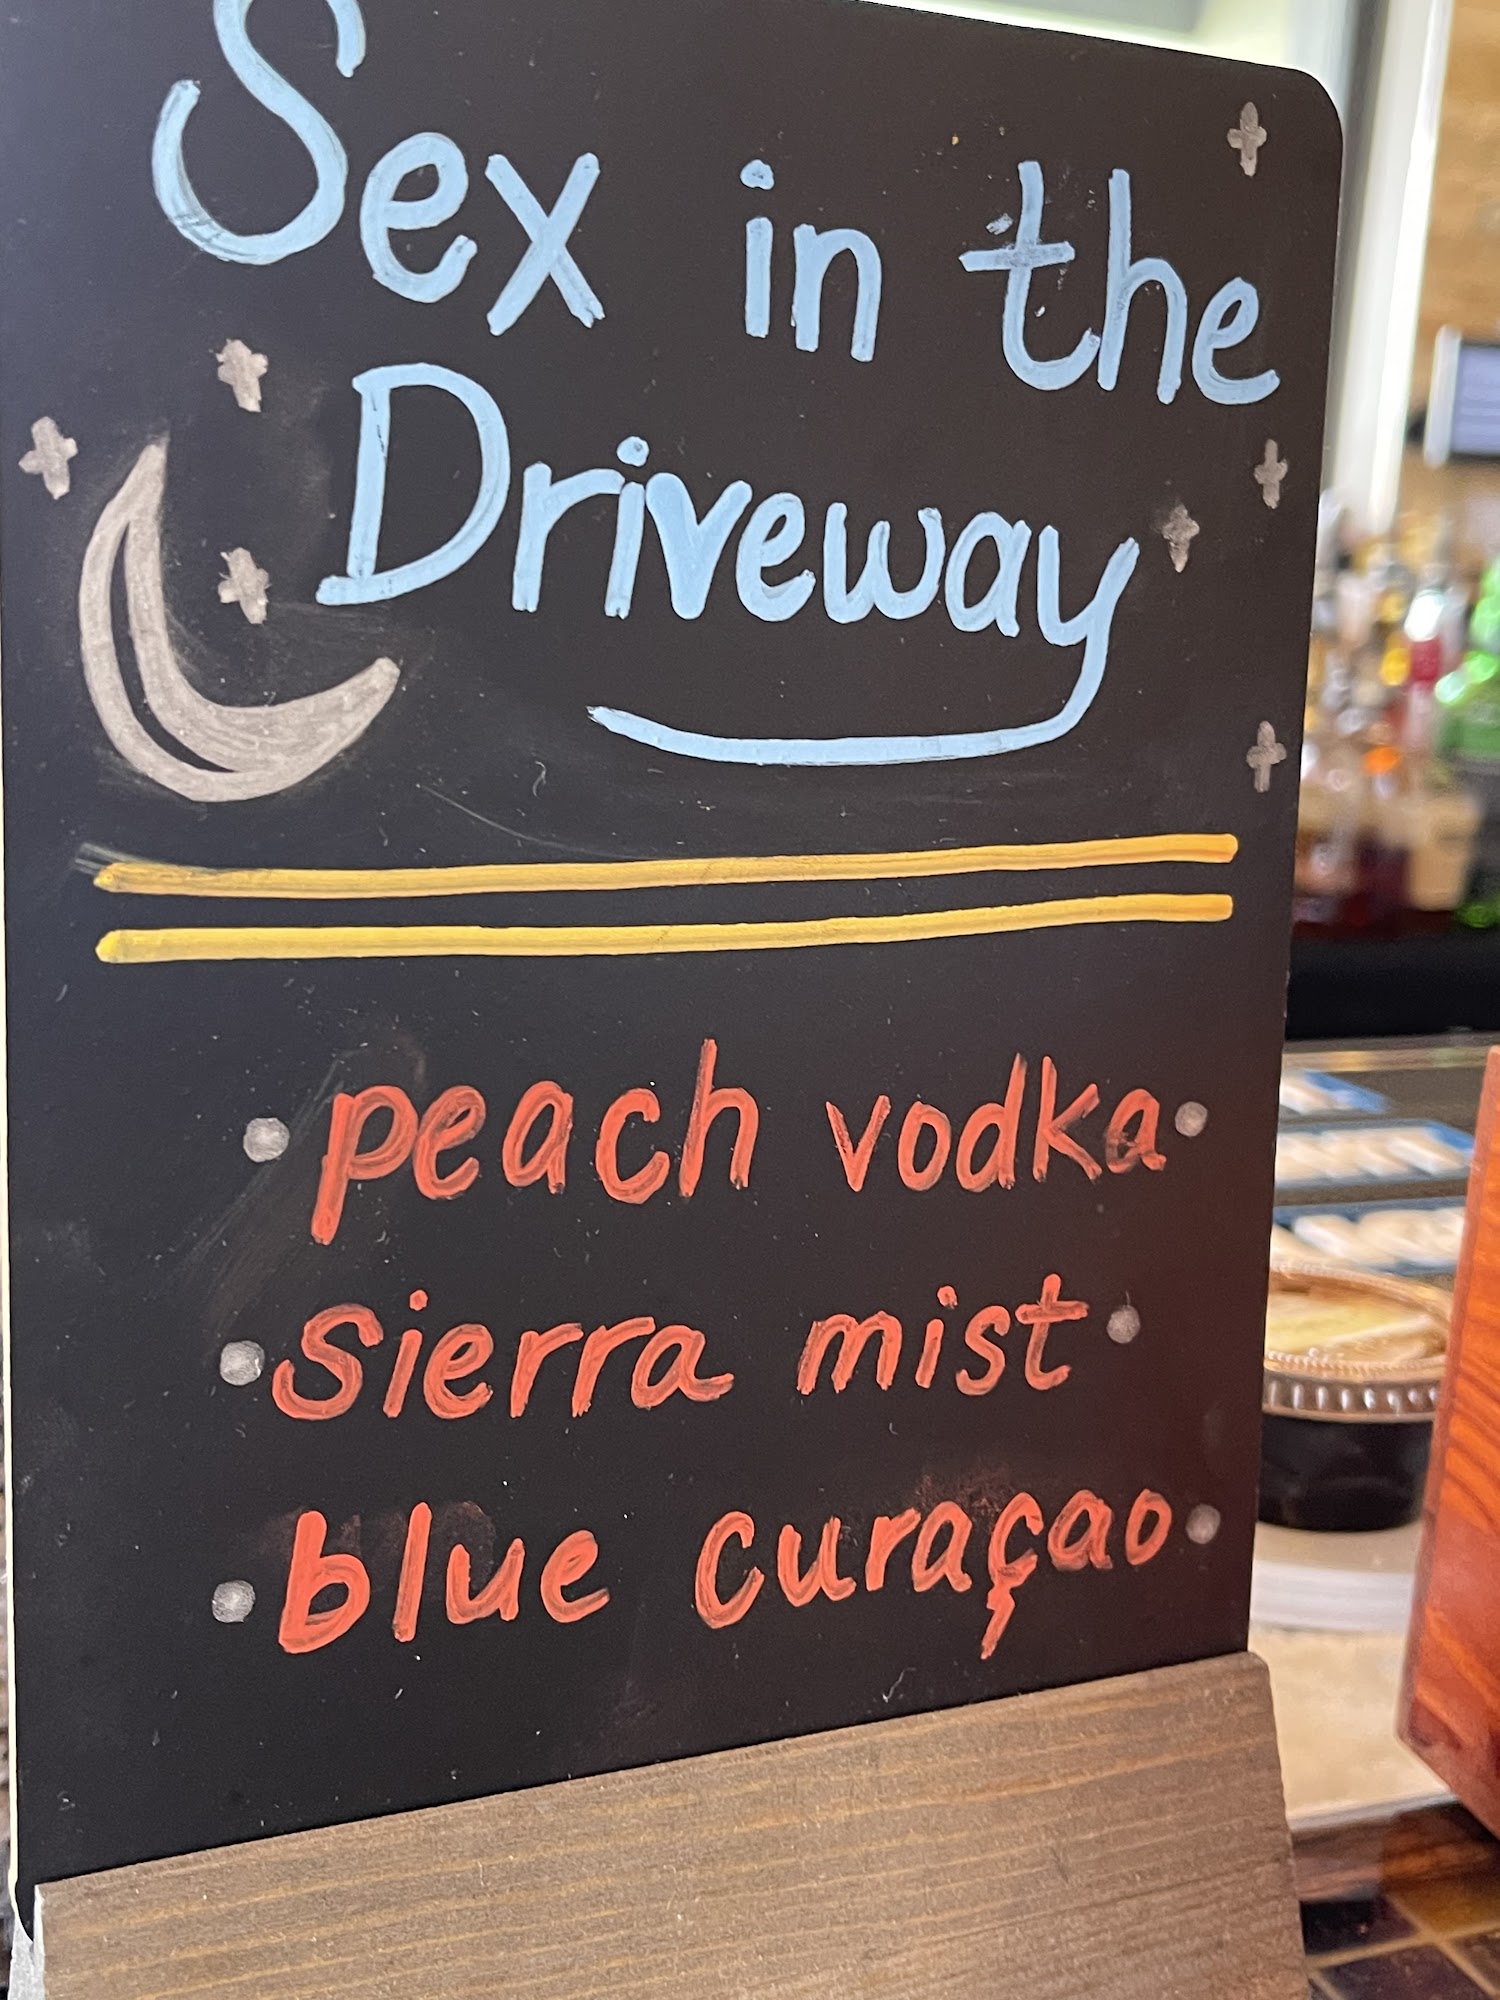 Sex in the
Driveway
peach vodka
Sierra mist
blue curaçao